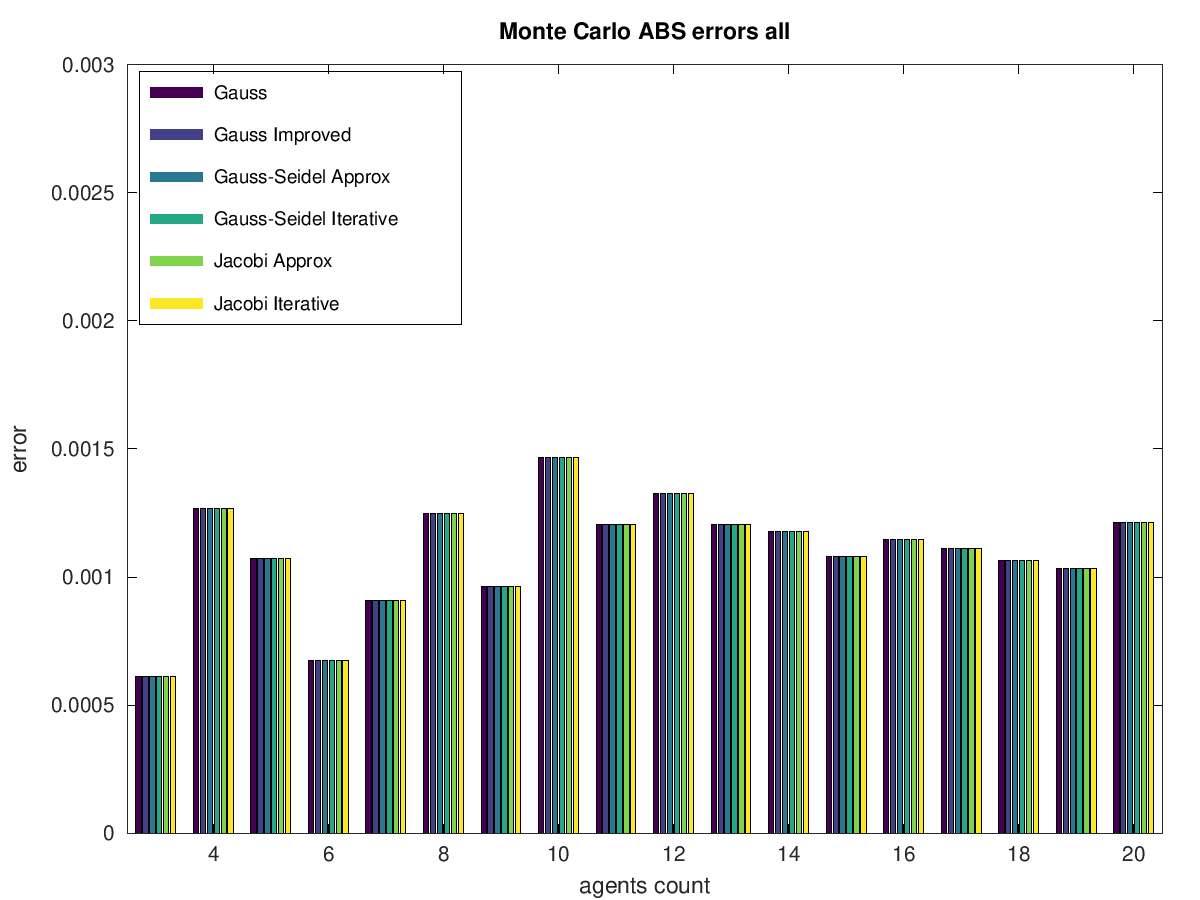 Monte Carlo ABS errors all
0.003
0.0025
0.002
0.0015
0.001
0.0005
0
error
Gauss
Gauss Improved
Gauss-Seidel Approx
Gauss-Seidel Iterative
Jacobi Approx
Jacobi Iterative
4 6 8 10 12 14 16 18 20
agents count